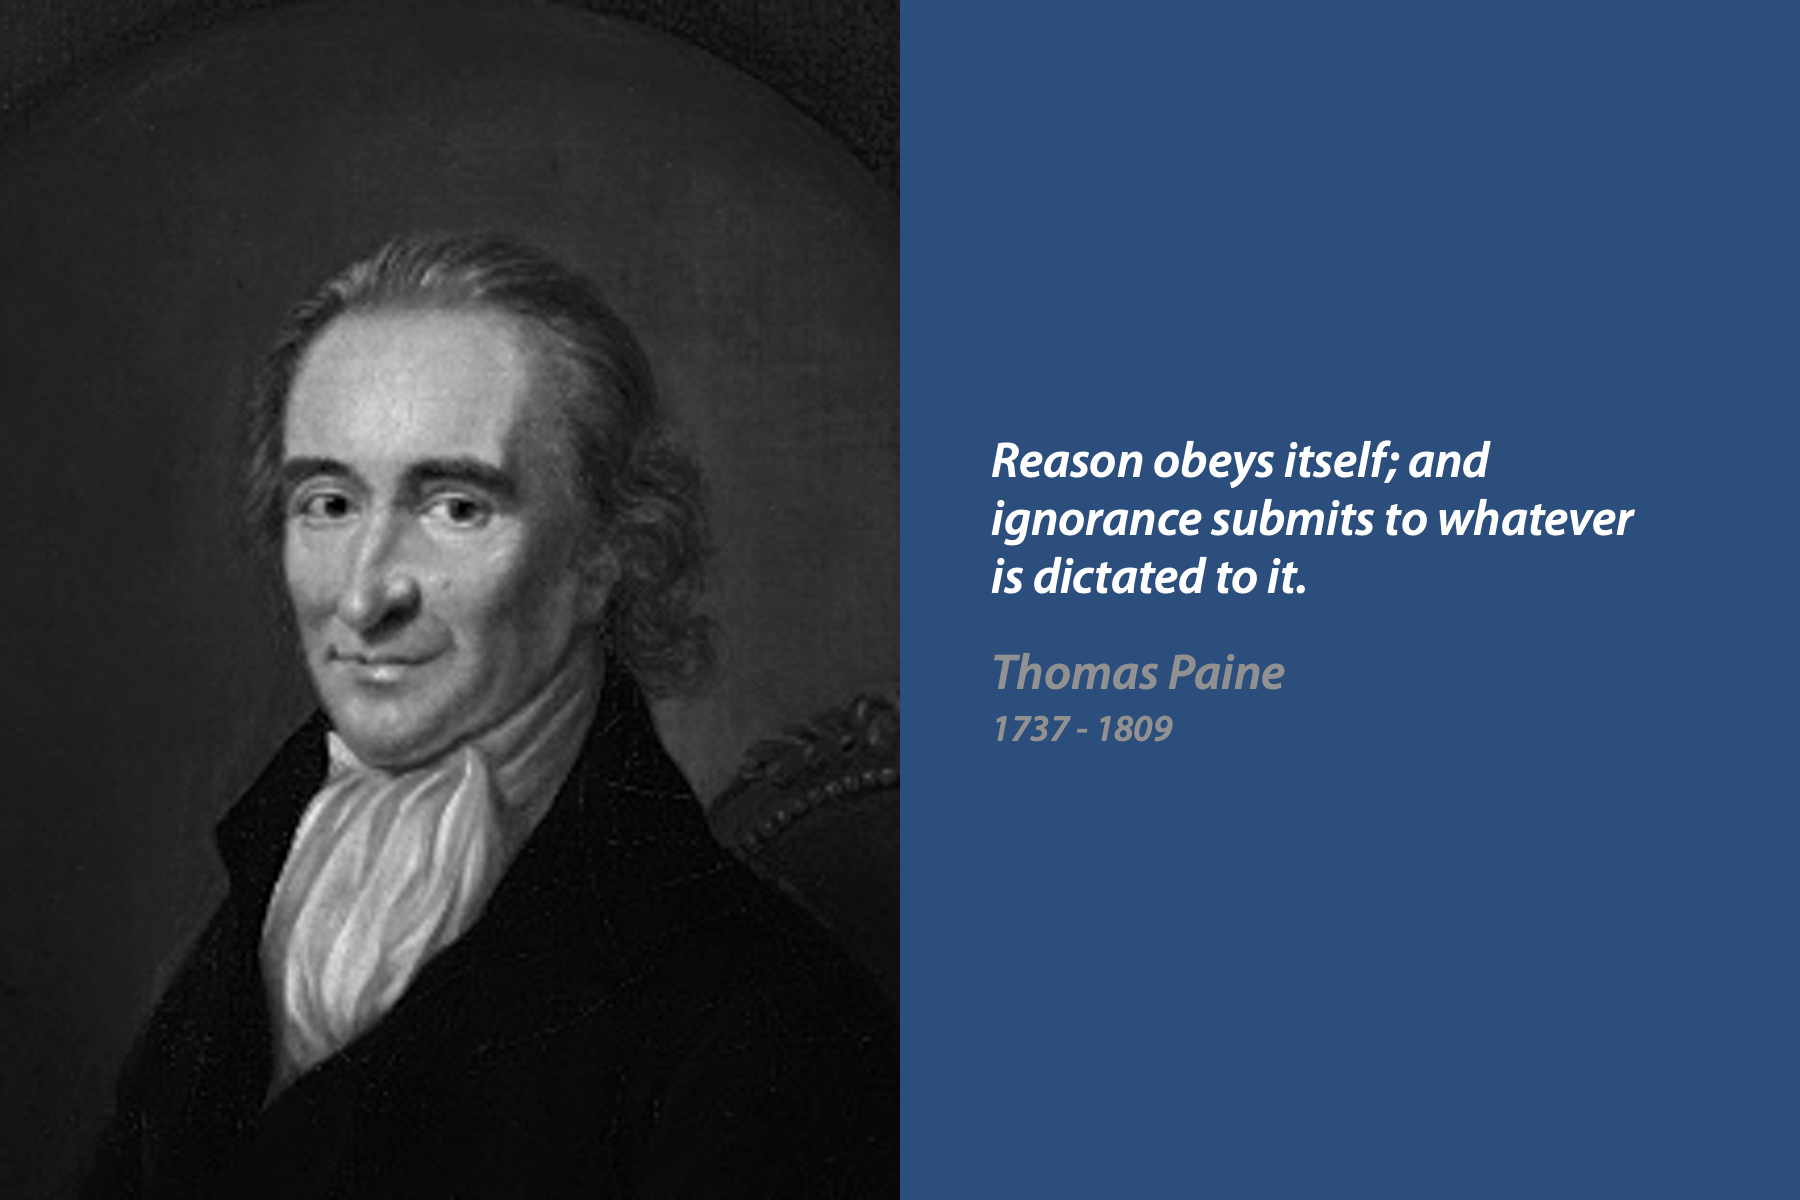 Reason obeys itself; and
ignorance submits to whatever
is dictated to it.
Thomas Paine
1737 - 1809